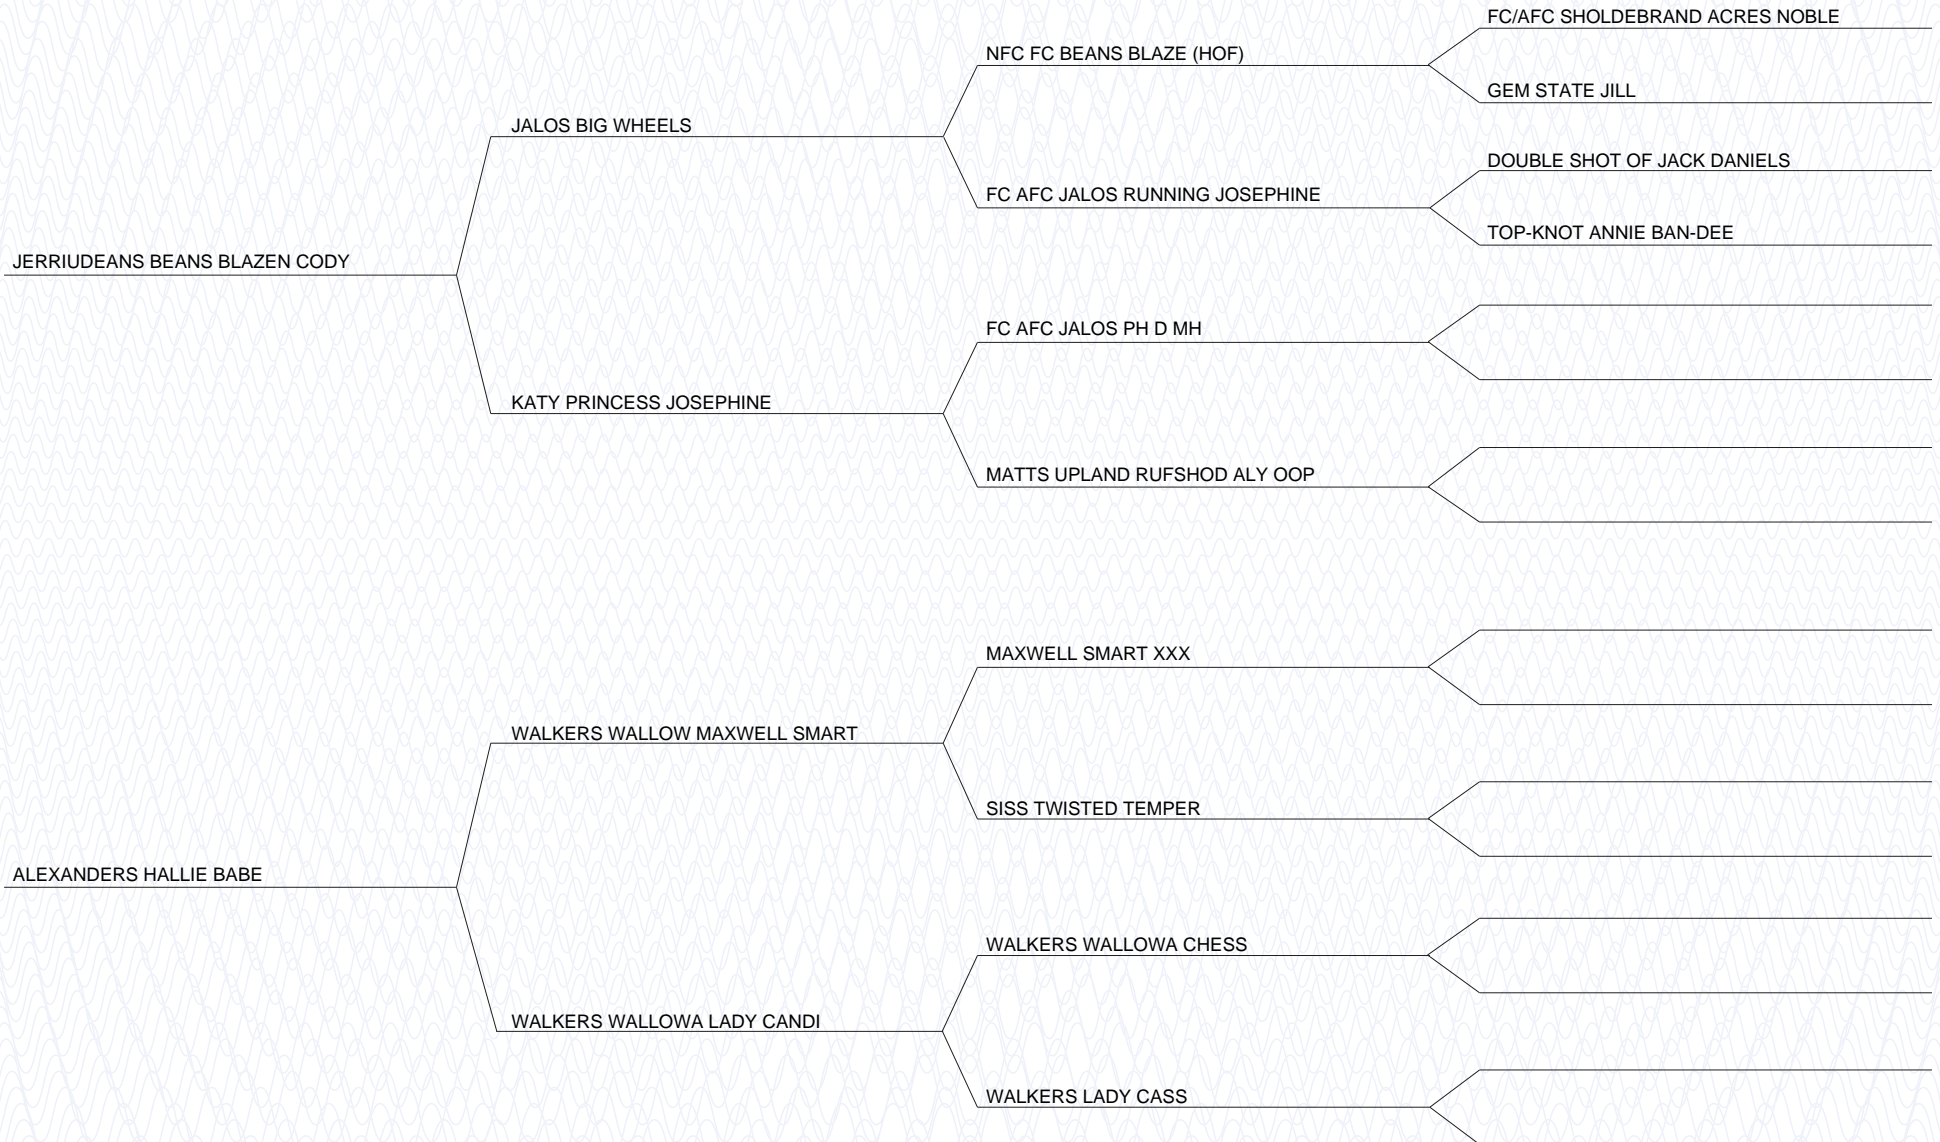 FC/AFC SHOLDEBRAND ACRES NOBLE
NFC FC BEANS BLAZE (HOF)
GEM STATE JILL
JALOS BIG WHEELS
DOUBLE SHOT OF JACK DANIELS
FC AFC JALOS RUNNING JOSEPHINE
TOP-KNOT ANNIE BAN-DEE
JERRIUDEANS BEANS BLAZEN CODY
FC AFC JALOS PH D MH
KATY PRINCESS JOSEPHINE
MATTS UPLAND RUFSHOD ALY OOP
MAXWELL SMART XXX
WALKERS WALLOW MAXWELL SMART
SISS TWISTED TEMPER
ALEXANDERS HALLIE BABE
WALKERS WALLOWA CHESS
WALKERS WALLOWA LADY CANDI
WALKERS LADY CASS